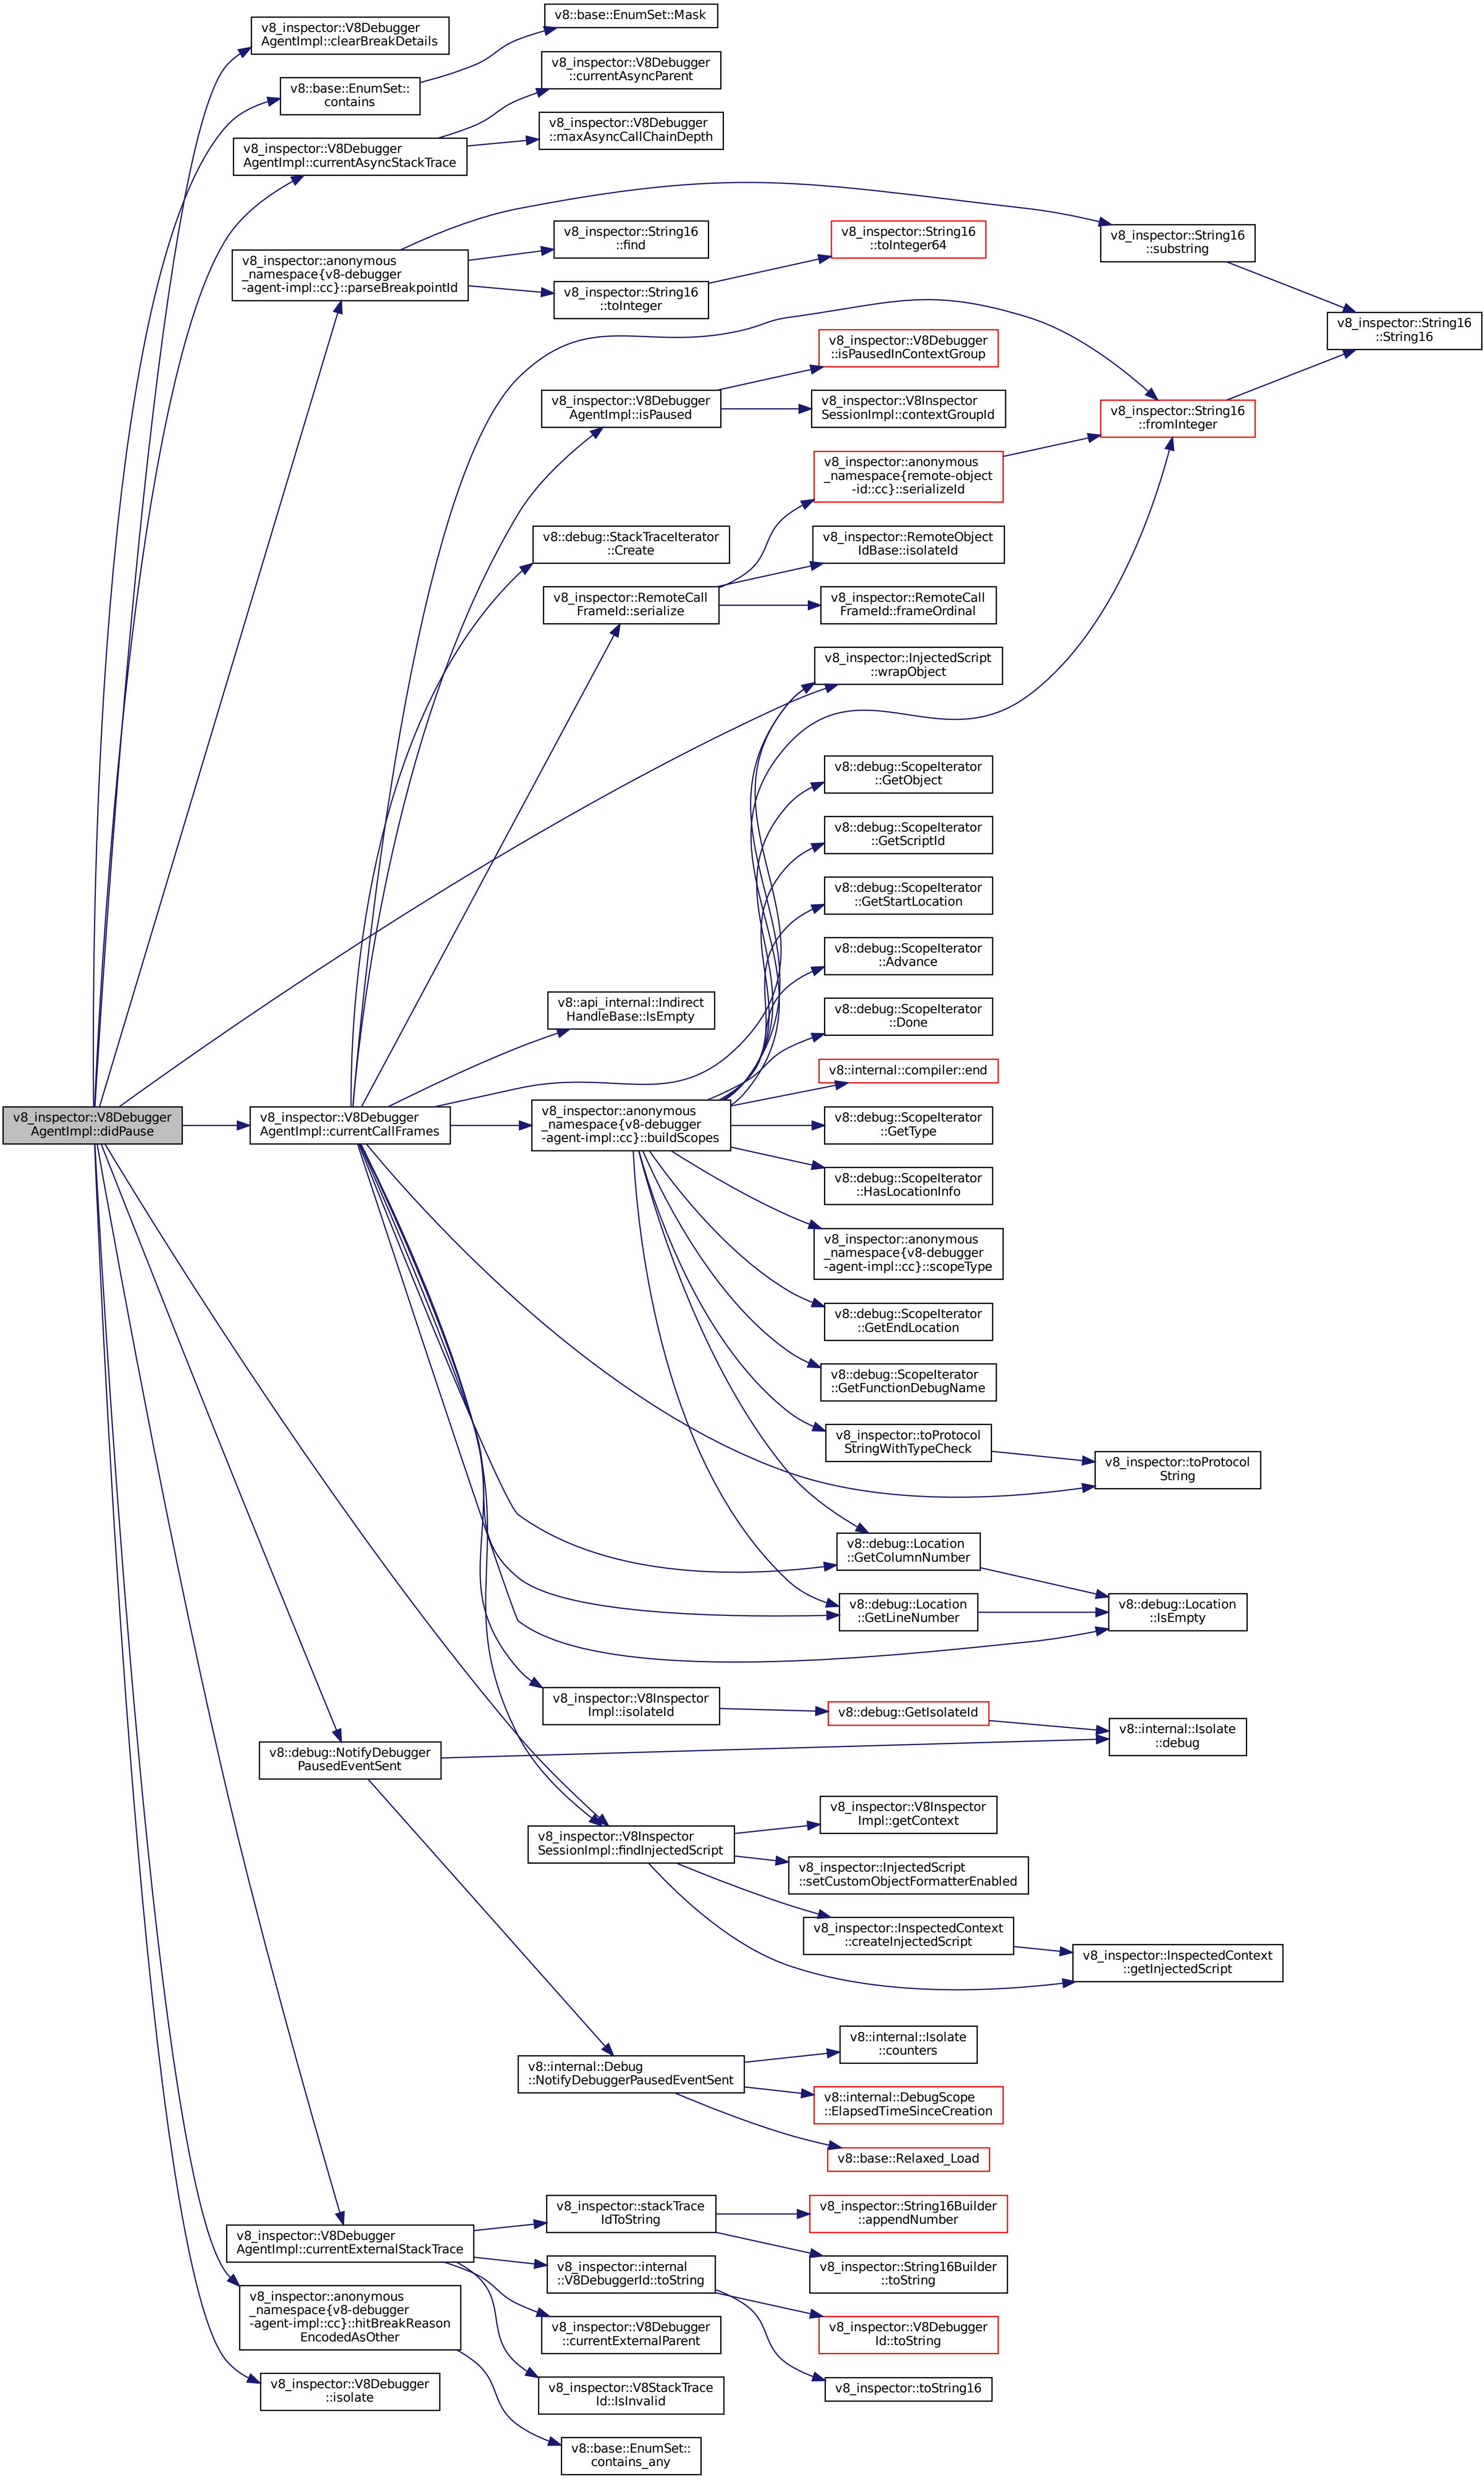 v8_inspector::V8Debugger
AgentImpl::didPause
v8_inspector::V8Debugger
AgentImpl::clearBreakDetails
v8::base::EnumSet::
contains
v8::base::EnumSet::Mask
v8_inspector::V8Debugger
AgentImpl::currentAsyncStackTrace
v8_inspector::V8Debugger
::currentAsyncParent
v8_inspector::V8Debugger
::maxAsyncCallChainDepth
v8_inspector::anonymous
_namespace{v8-debugger
-agent-impl::cc}::parseBreakpointId
v8_inspector::String16
::find
v8_inspector::String16
::toInteger
v8_inspector::String16
::toInteger64
v8_inspector::String16
::substring
v8_inspector::String16
::String16
v8_inspector::V8Debugger
::isPausedInContextGroup
v8_inspector::V8Debugger
AgentImpl::isPaused
v8_inspector::V8Inspector
SessionImpl::contextGroupId
v8_inspector::String16
::fromInteger
v8_inspector::anonymous
_namespace{remote-object
-id::cc}::serializeId
v8::debug::StackTraceIterator
::Create
v8_inspector::RemoteObject
IdBase::isolateId
v8_inspector::RemoteCall
FrameId::serialize
v8_inspector::RemoteCall
FrameId::frameOrdinal
v8_inspector::InjectedScript
::wrapObject
v8::debug::ScopeIterator
::GetObject
v8::debug::ScopeIterator
::GetScriptId
v8::debug::ScopeIterator
::GetStartLocation
v8::debug::ScopeIterator
::Advance
v8::api_internal::Indirect
HandleBase::IsEmpty
v8::debug::ScopeIterator
::Done
v8::internal::compiler::end
v8_inspector::V8Debugger
AgentImpl::currentCallFrames
v8_inspector::anonymous
_namespace{v8-debugger
-agent-impl::cc}::buildScopes
v8::debug::ScopeIterator
::GetType
v8::debug::ScopeIterator
::HasLocationInfo
v8_inspector::anonymous
_namespace{v8-debugger
-agent-impl::cc}::scopeType
v8::debug::ScopeIterator
::GetEndLocation
v8::debug::ScopeIterator
::GetFunctionDebugName
v8_inspector::toProtocol
StringWithTypeCheck
v8_inspector::toProtocol
String
v8::debug::Location
::GetColumnNumber
v8::debug::Location
::GetLineNumber
v8::debug::Location
::IsEmpty
v8_inspector::V8Inspector
Impl::isolateId
v8::debug::GetIsolateId
v8::internal::Isolate
::debug
v8::debug::NotifyDebugger
PausedEventSent
v8_inspector::V8Inspector
SessionImpl::findInjectedScript
v8_inspector::V8Inspector
Impl::getContext
v8_inspector::InjectedScript
::setCustomObjectFormatterEnabled
v8_inspector::InspectedContext
::createInjectedScript
v8_inspector::InspectedContext
::getInjectedScript
v8::internal::Debug
::NotifyDebuggerPausedEventSent
v8::internal::Isolate
::counters
v8::internal::DebugScope
::ElapsedTimeSinceCreation
v8::base::Relaxed_Load
v8_inspector::V8Debugger
AgentImpl::currentExternalStackTrace
v8_inspector::stackTrace
IdToString
v8_inspector::String16Builder
::appendNumber
v8_inspector::String16Builder
::toString
v8_inspector::internal
::V8DebuggerId::toString
v8_inspector::V8Debugger
Id::toString
v8_inspector::toString16
v8_inspector::V8Debugger
::currentExternalParent
v8_inspector::V8StackTrace
Id::IsInvalid
v8_inspector::anonymous
_namespace{v8-debugger
-agent-impl::cc}::hitBreakReason
EncodedAsOther
v8_inspector::V8Debugger
::isolate
v8::base::EnumSet::
contains_any